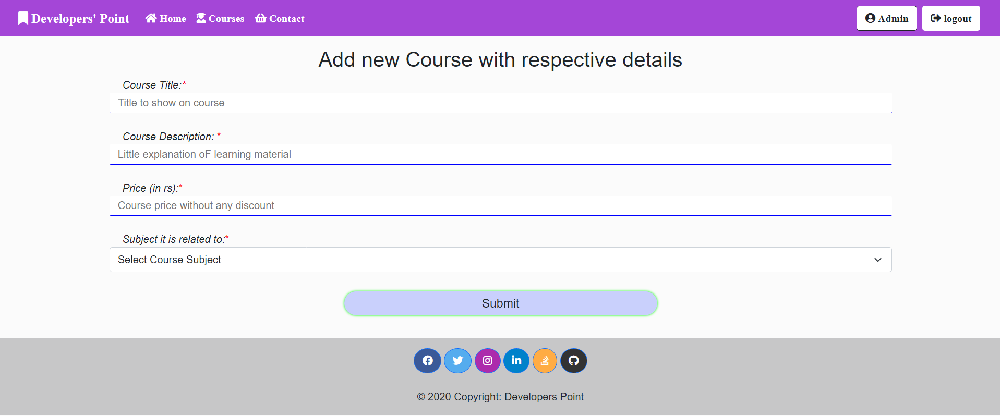 Developers' Point Home Courses Contact Admin logout
Add new Course with respective details
Course Title:*
Title to show on course
Course Description: *
Little explanation oF learning material
Price (in rs):*
Course price without any discount
Subject it is related to:*
Select Course Subject
Submit
© 2020 Copyright: Developers Point